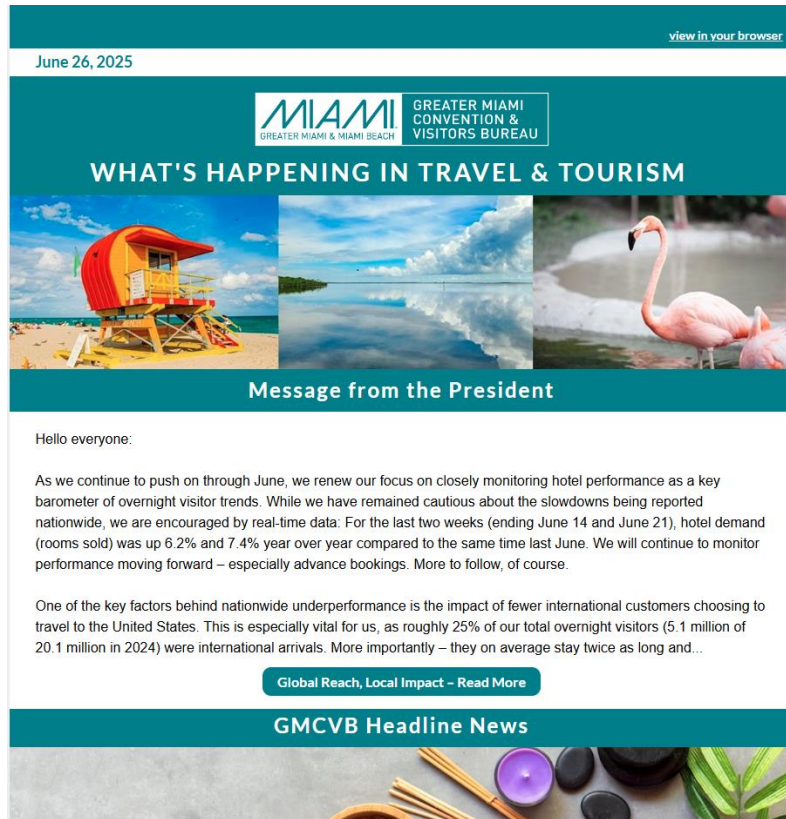 view in your browser
June 26, 2025
MIAMI
GREATER MIAMI & MIAMI BEACH
GREATER MIAMI
CONVENTION &
VISITORS BUREAU
WHAT'S HAPPENING IN TRAVEL & TOURISM
Message from the President
Hello everyone:
As we continue to push on through June, we renew our focus on closely monitoring hotel performance as a key
barometer of overnight visitor trends. While we have remained cautious about the slowdowns being reported
nationwide, we are encouraged by real-time data: For the last two weeks (ending June 14 and June 21), hotel demand
(rooms sold) was up 6.2% and 7.4% year over year compared to the same time last June. We will continue to monitor
performance moving forward – especially advance bookings. More to follow, of course.
One of the key factors behind nationwide underperformance is the impact of fewer international customers choosing to
travel to the United States. This is especially vital for us, as roughly 25% of our total overnight visitors (5.1 million of
20.1 million in 2024) were international arrivals. More importantly – they on average stay twice as long and...
Global Reach, Local Impact – Read More
GMCVB Headline News